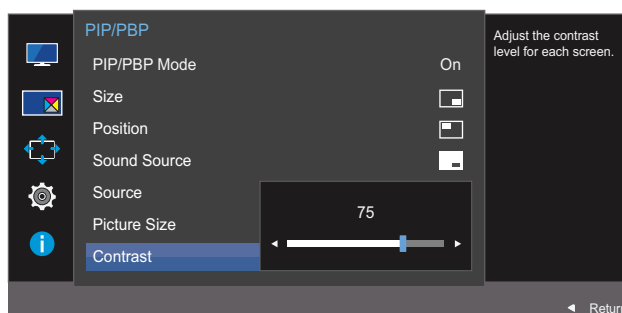 PIP/PBP
PIP/PBP Mode On
Size
Position
Sound Source
Source
Picture Size
Contrast
75
Adjust the contrast
level for each screen.
Return